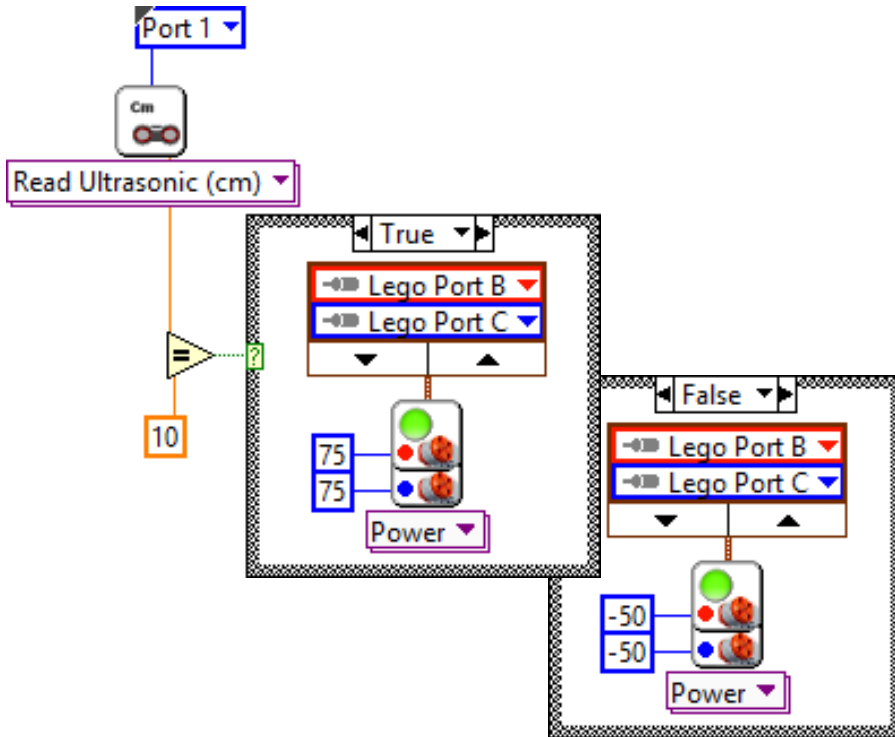 Port 1
Cm
Read Ultrasonic (cm)
=
10
?
True
Lego Port B
Lego Port C
75
75
Power
False
Lego Port B
Lego Port C
-50
-50
Power